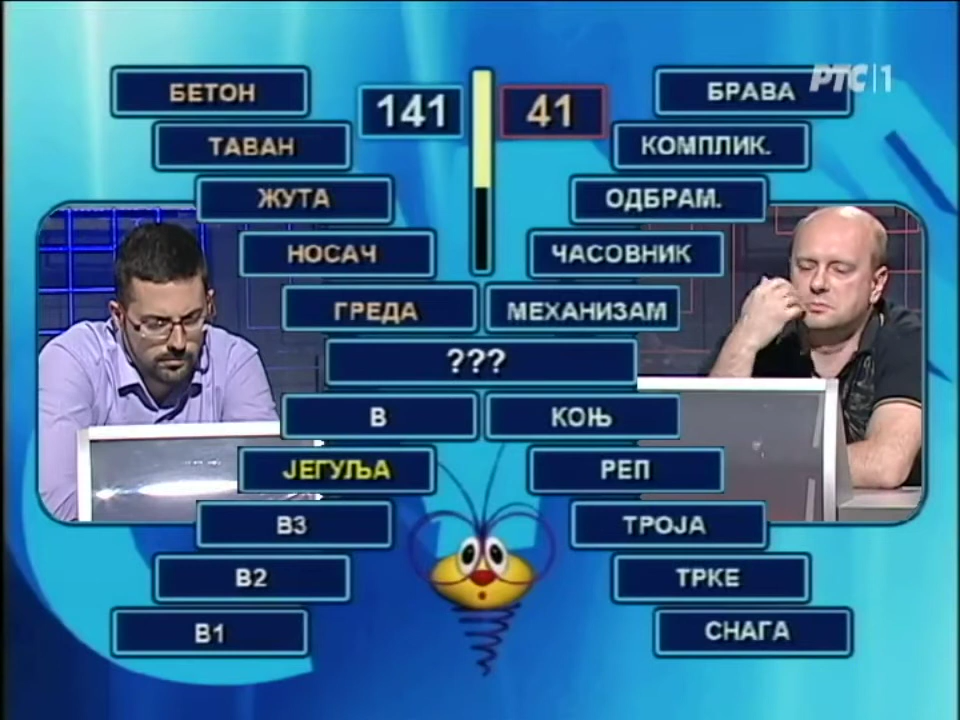 БЕТОН
ТАВАН
ЖУТА
НОСАЧ
ГРЕДА
141
41
РТС|1
БРАВА
КОМПЛИК.
ОДБРАМ.
ЧАСОВНИК
МЕХАНИЗАМ
???
В
ЈЕГУЉА
В3
В2
В1
КОЊ
РЕП
ТРОЈА
ТРКЕ
СНАГА